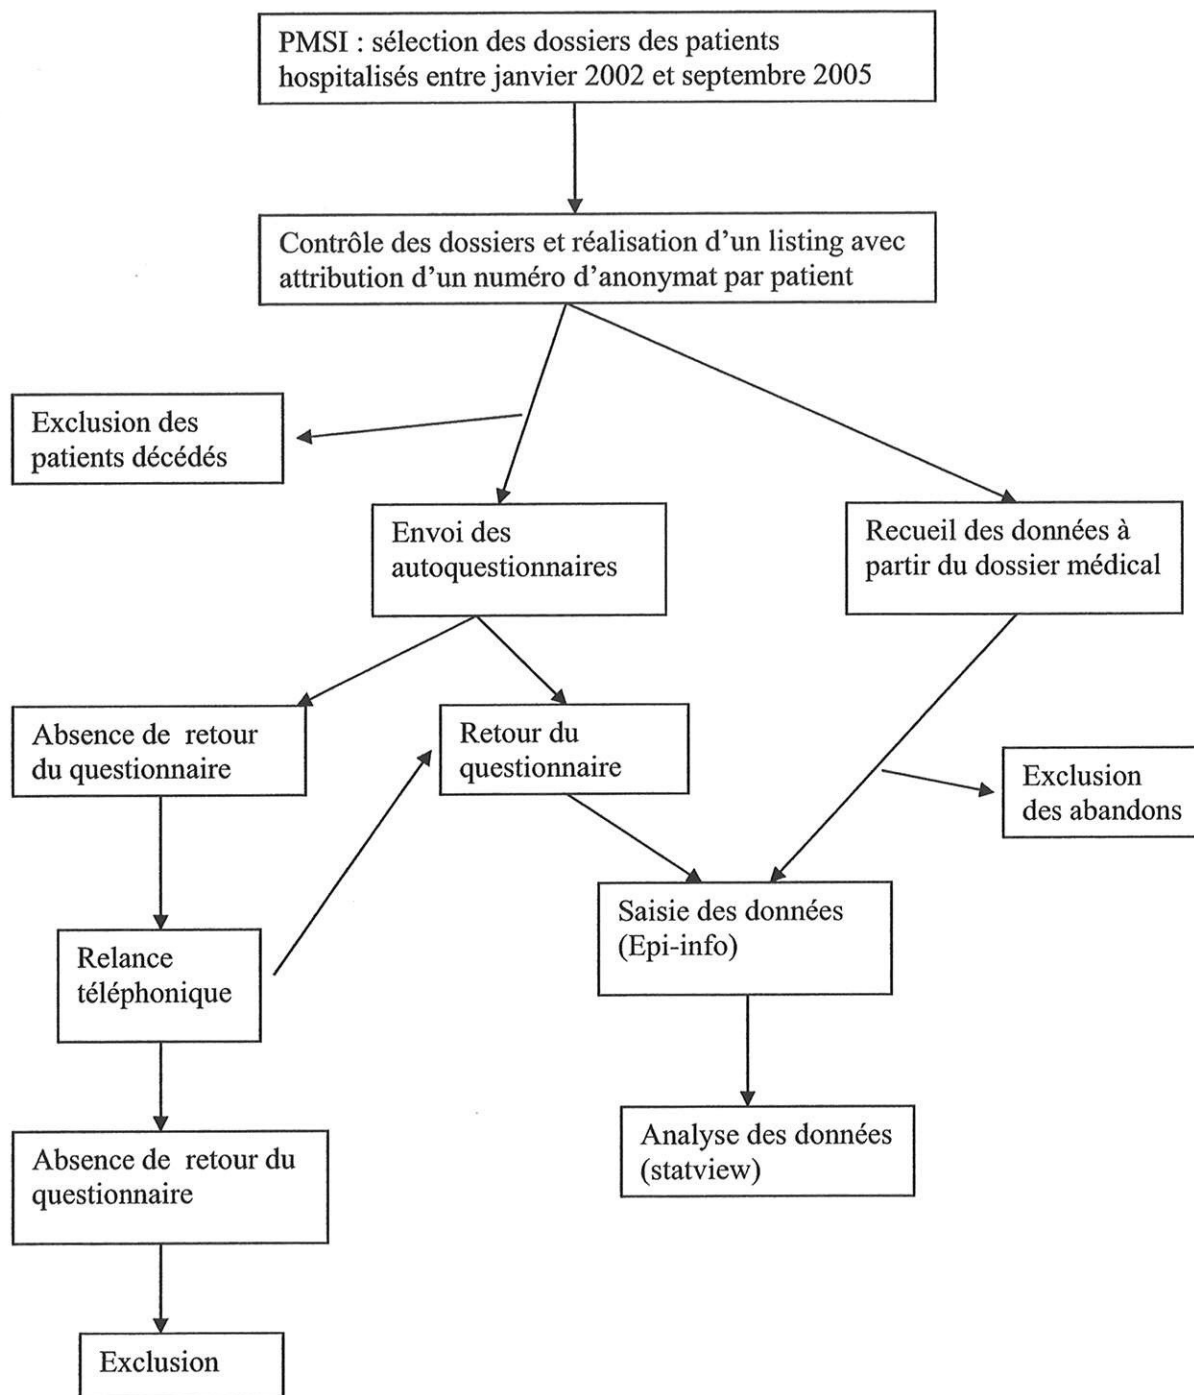 PMSI : sélection des dossiers des patients
hospitalisés entre janvier 2002 et septembre 2005
Contrôle des dossiers et réalisation d’un listing avec
attribution d’un numéro d’anonymat par patient
Exclusion des
patients décédés
Envoi des
autoquestionnaires
Recueil des données à
partir du dossier médical
Absence de retour
du questionnaire
Retour du
questionnaire
Exclusion
des abandons
Saisie des données
(Epi-info)
Relance
téléphonique
Analyse des données
(statview)
Absence de retour du
questionnaire
Exclusion